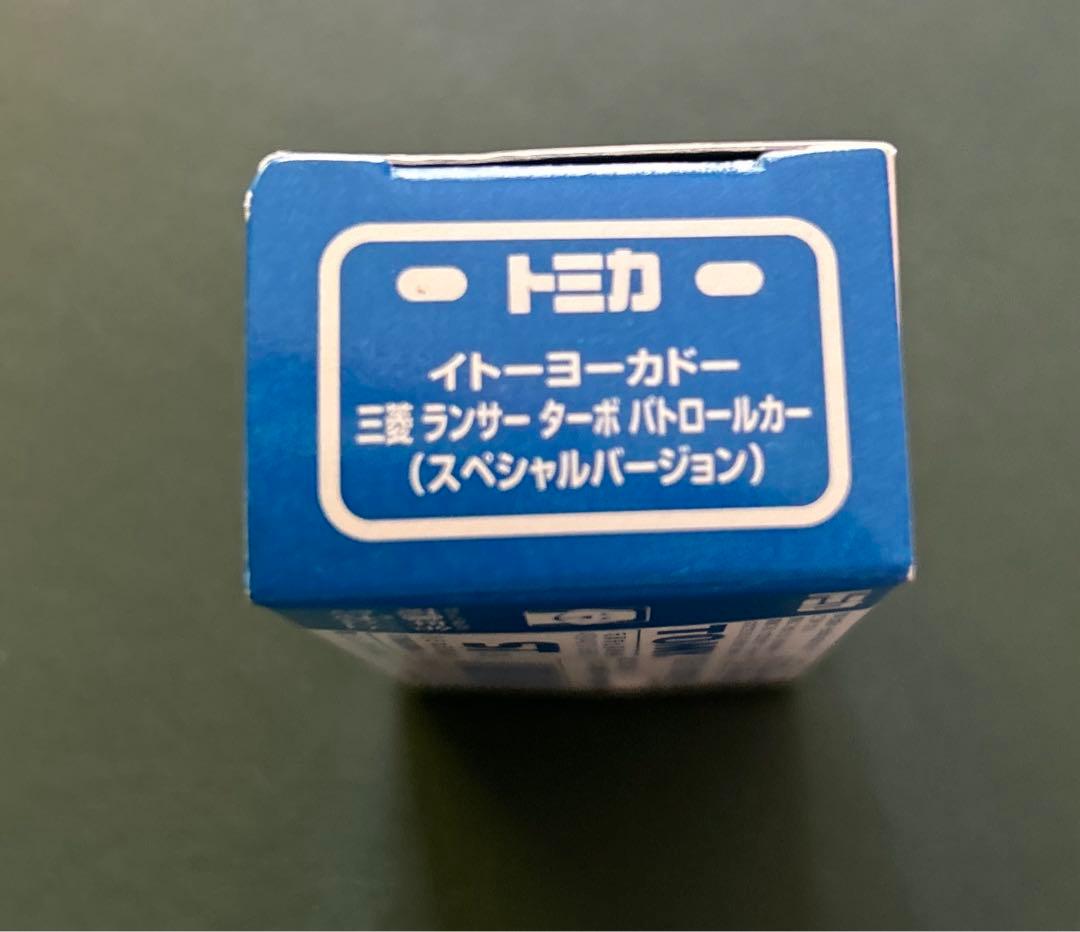 トミカ
イトーヨーカドー
三菱 ランサー ターボ パトロールカー
(スペシャルバージョン)